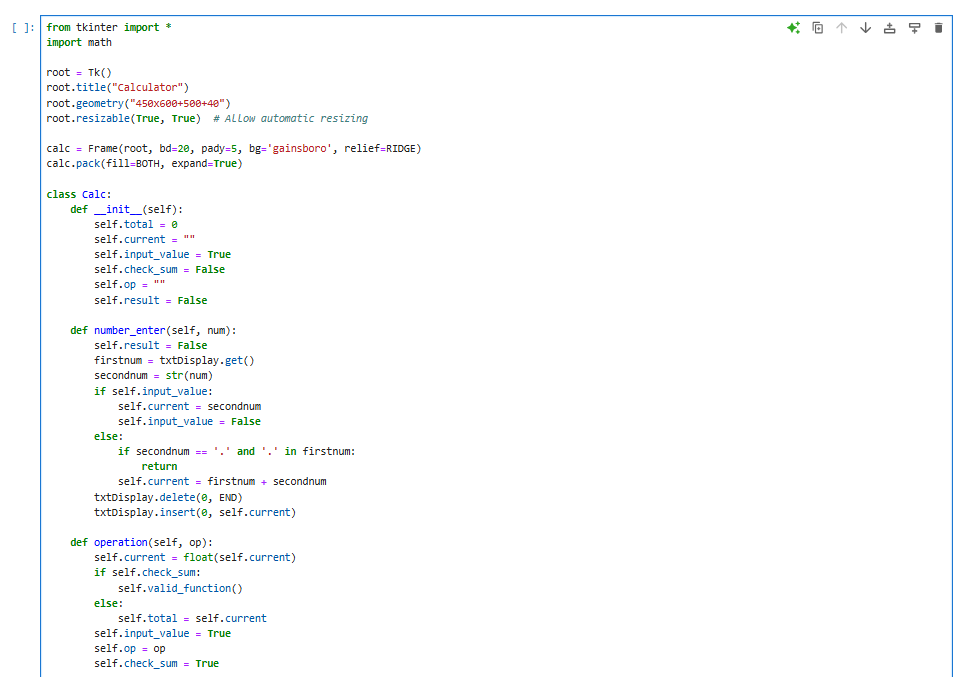 [ ]:
from tkinter import *
import math

root = Tk()
root.title("Calculator")
root.geometry("450x600+500+40")
root.resizable(True, True)  # Allow automatic resizing

calc = Frame(root, bd=20, pady=5, bg='gainsboro', relief=RIDGE)
calc.pack(fill=BOTH, expand=True)

class Calc:
    def __init__(self):
        self.total = 0
        self.current = ""
        self.input_value = True
        self.check_sum = False
        self.op = ""
        self.result = False

    def number_enter(self, num):
        self.result = False
        firstnum = txtDisplay.get()
        secondnum = str(num)
        if self.input_value:
            self.current = secondnum
            self.input_value = False
        else:
            if secondnum == '.' and '.' in firstnum:
                return
            self.current = firstnum + secondnum
        txtDisplay.delete(0, END)
        txtDisplay.insert(0, self.current)

    def operation(self, op):
        self.current = float(self.current)
        if self.check_sum:
            self.valid_function()
        else:
            self.total = self.current
        self.input_value = True
        self.op = op
        self.check_sum = True